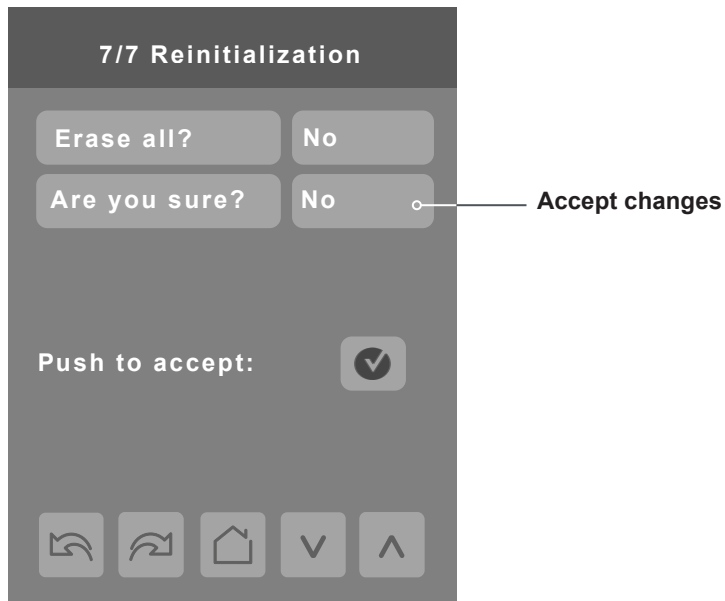 7/7 Reinitialization
Erase all? No
Are you sure? No
Accept changes
Push to accept: